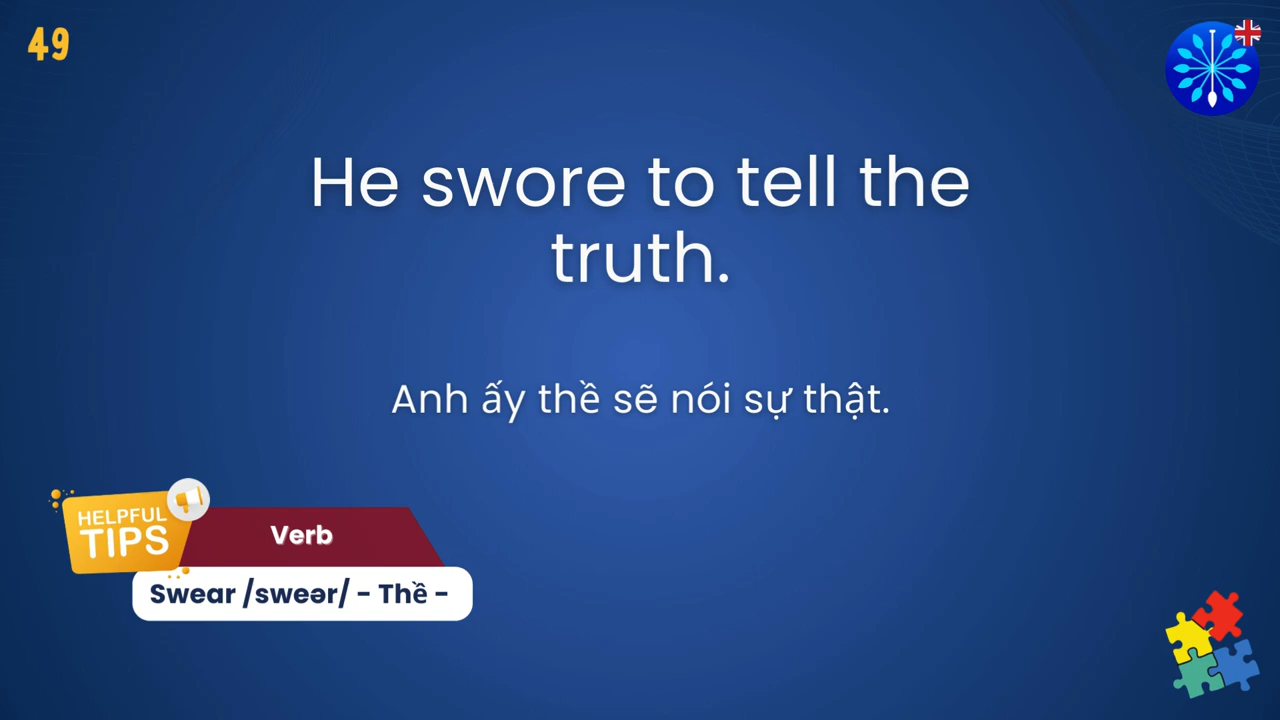 49
He swore to tell the
truth.
Anh ấy thề sẽ nói sự thật.
HELPFUL
TIPS
Verb
Swear /sweər/ - Thề -